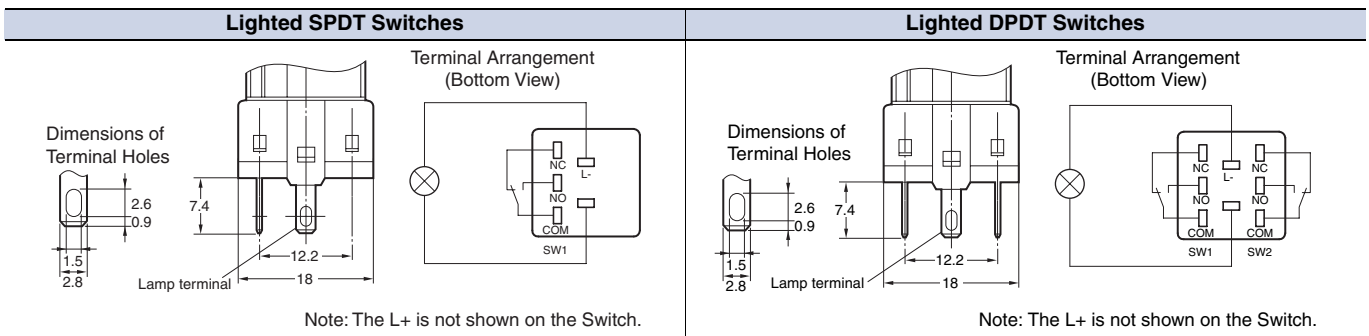 Lighted SPDT Switches
Terminal Arrangement
(Bottom View)
Dimensions of
Terminal Holes
2.6
0.9
1.5
2.8
7.4
12.2
18
Lamp terminal
NC
L-
NO
COM
SW1
Note: The L+ is not shown on the Switch.
Lighted DPDT Switches
Terminal Arrangement
(Bottom View)
Dimensions of
Terminal Holes
2.6
0.9
1.5
2.8
7.4
12.2
18
Lamp terminal
NC
L-
NC
NO
NO
COM
COM
SW1
SW2
Note: The L+ is not shown on the Switch.